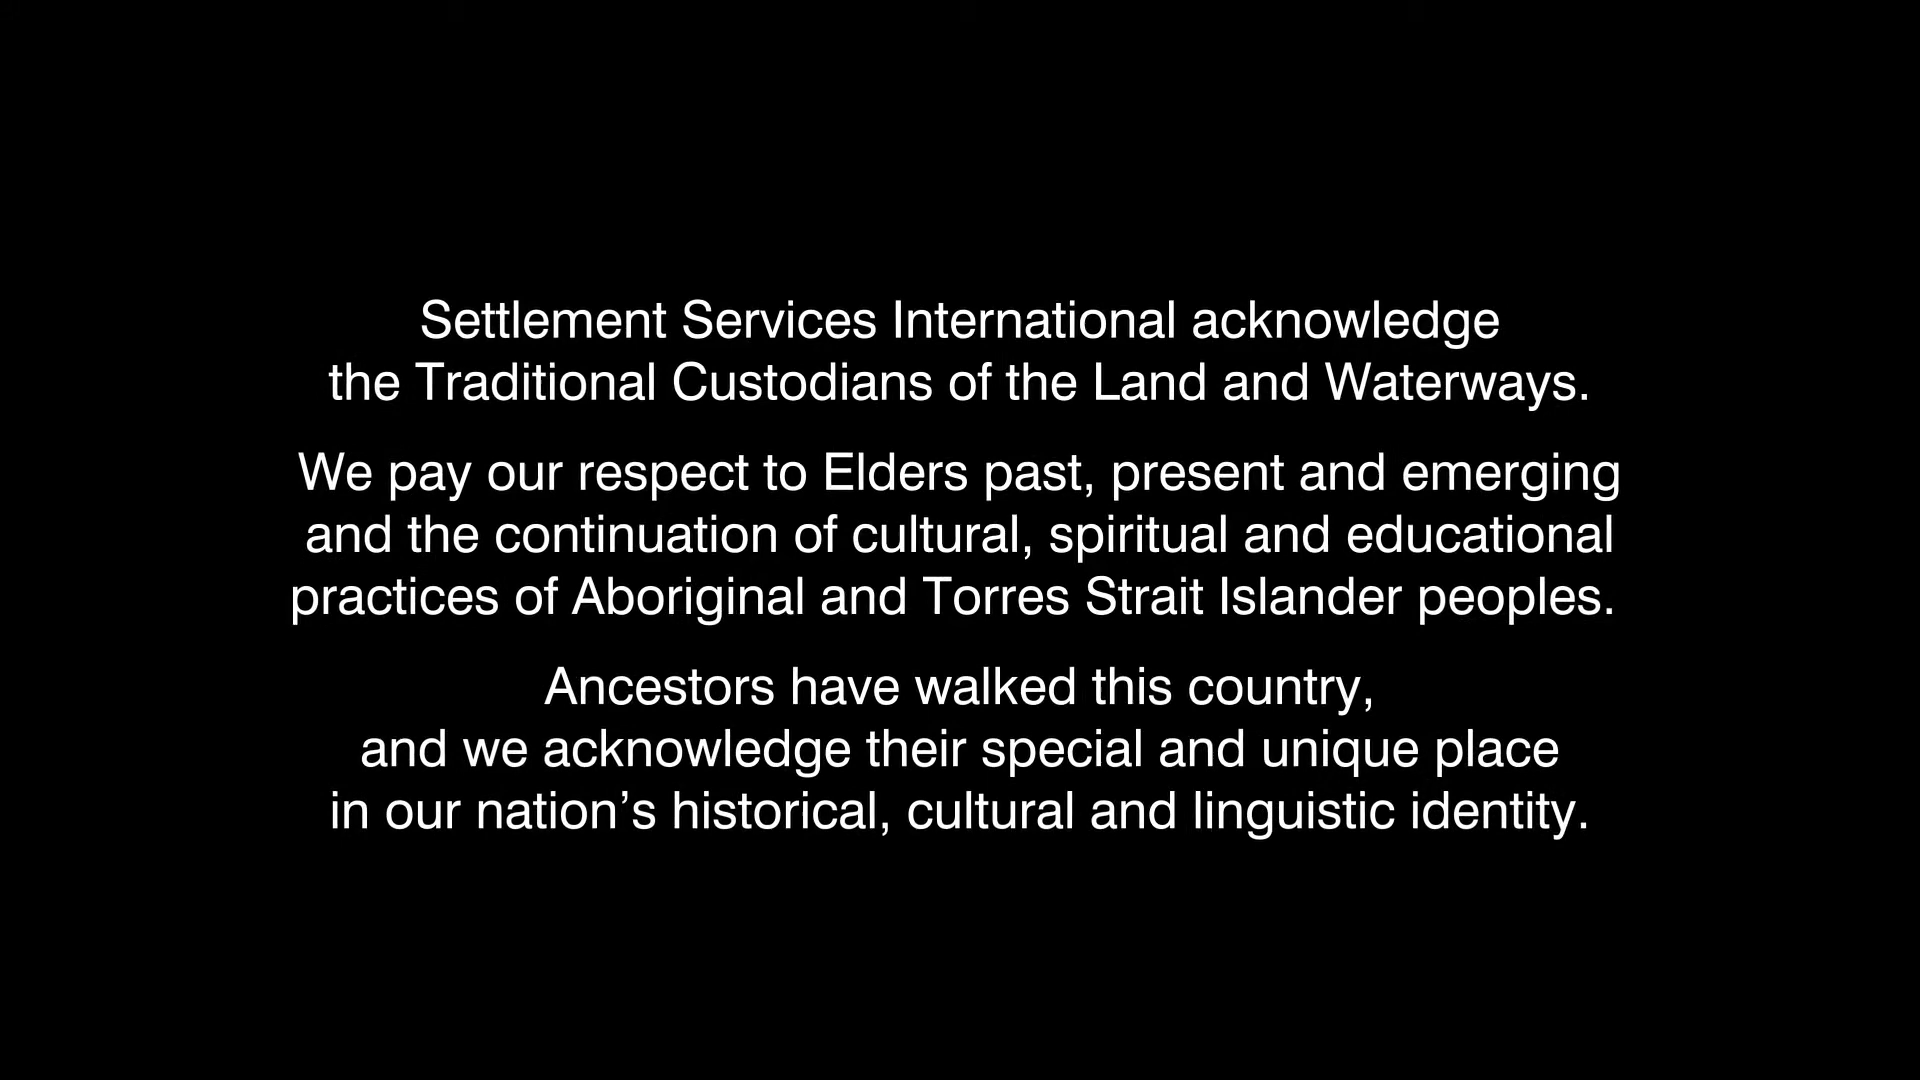 Settlement Services International acknowledge
the Traditional Custodians of the Land and Waterways.
We pay our respect to Elders past, present and emerging
and the continuation of cultural, spiritual and educational
practices of Aboriginal and Torres Strait Islander peoples.
Ancestors have walked this country,
and we acknowledge their special and unique place
in our nation’s historical, cultural and linguistic identity.